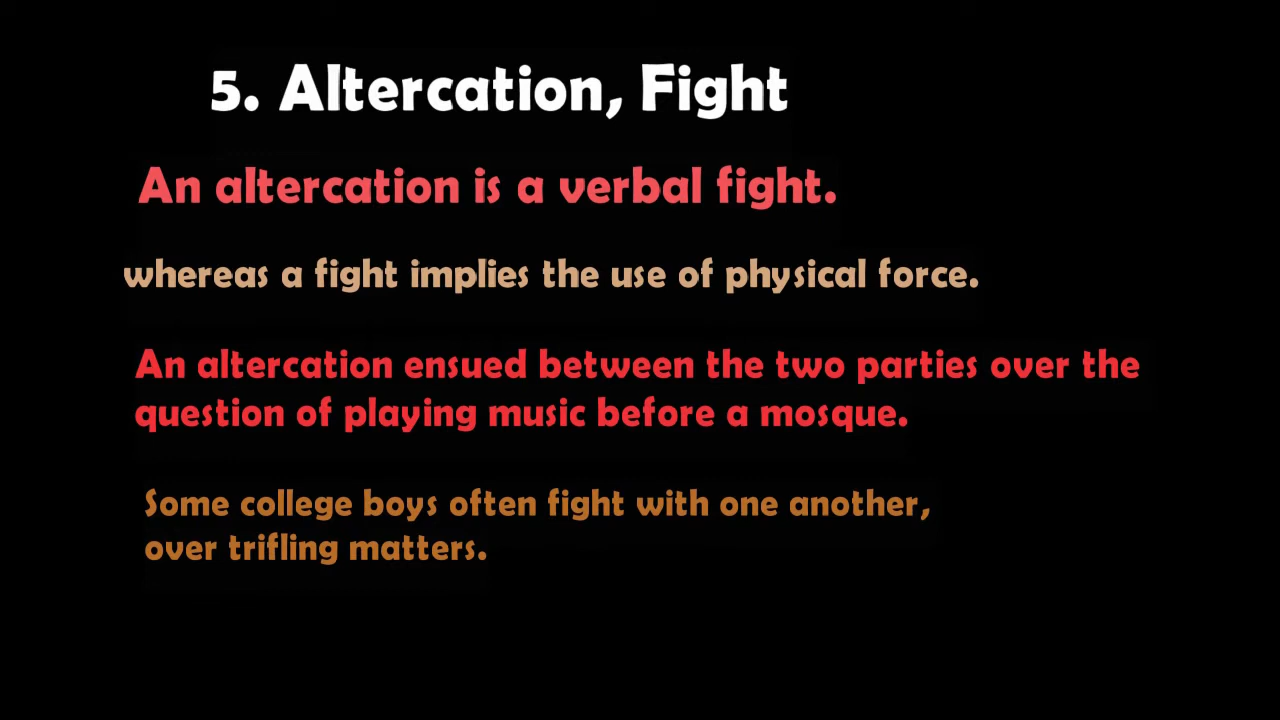 5. Altercation, Fight
An altercation is a verbal fight.
whereas a fight implies the use of physical force.
An altercation ensued between the two parties over the
question of playing music before a mosque.
Some college boys often fight with one another,
over trifling matters.